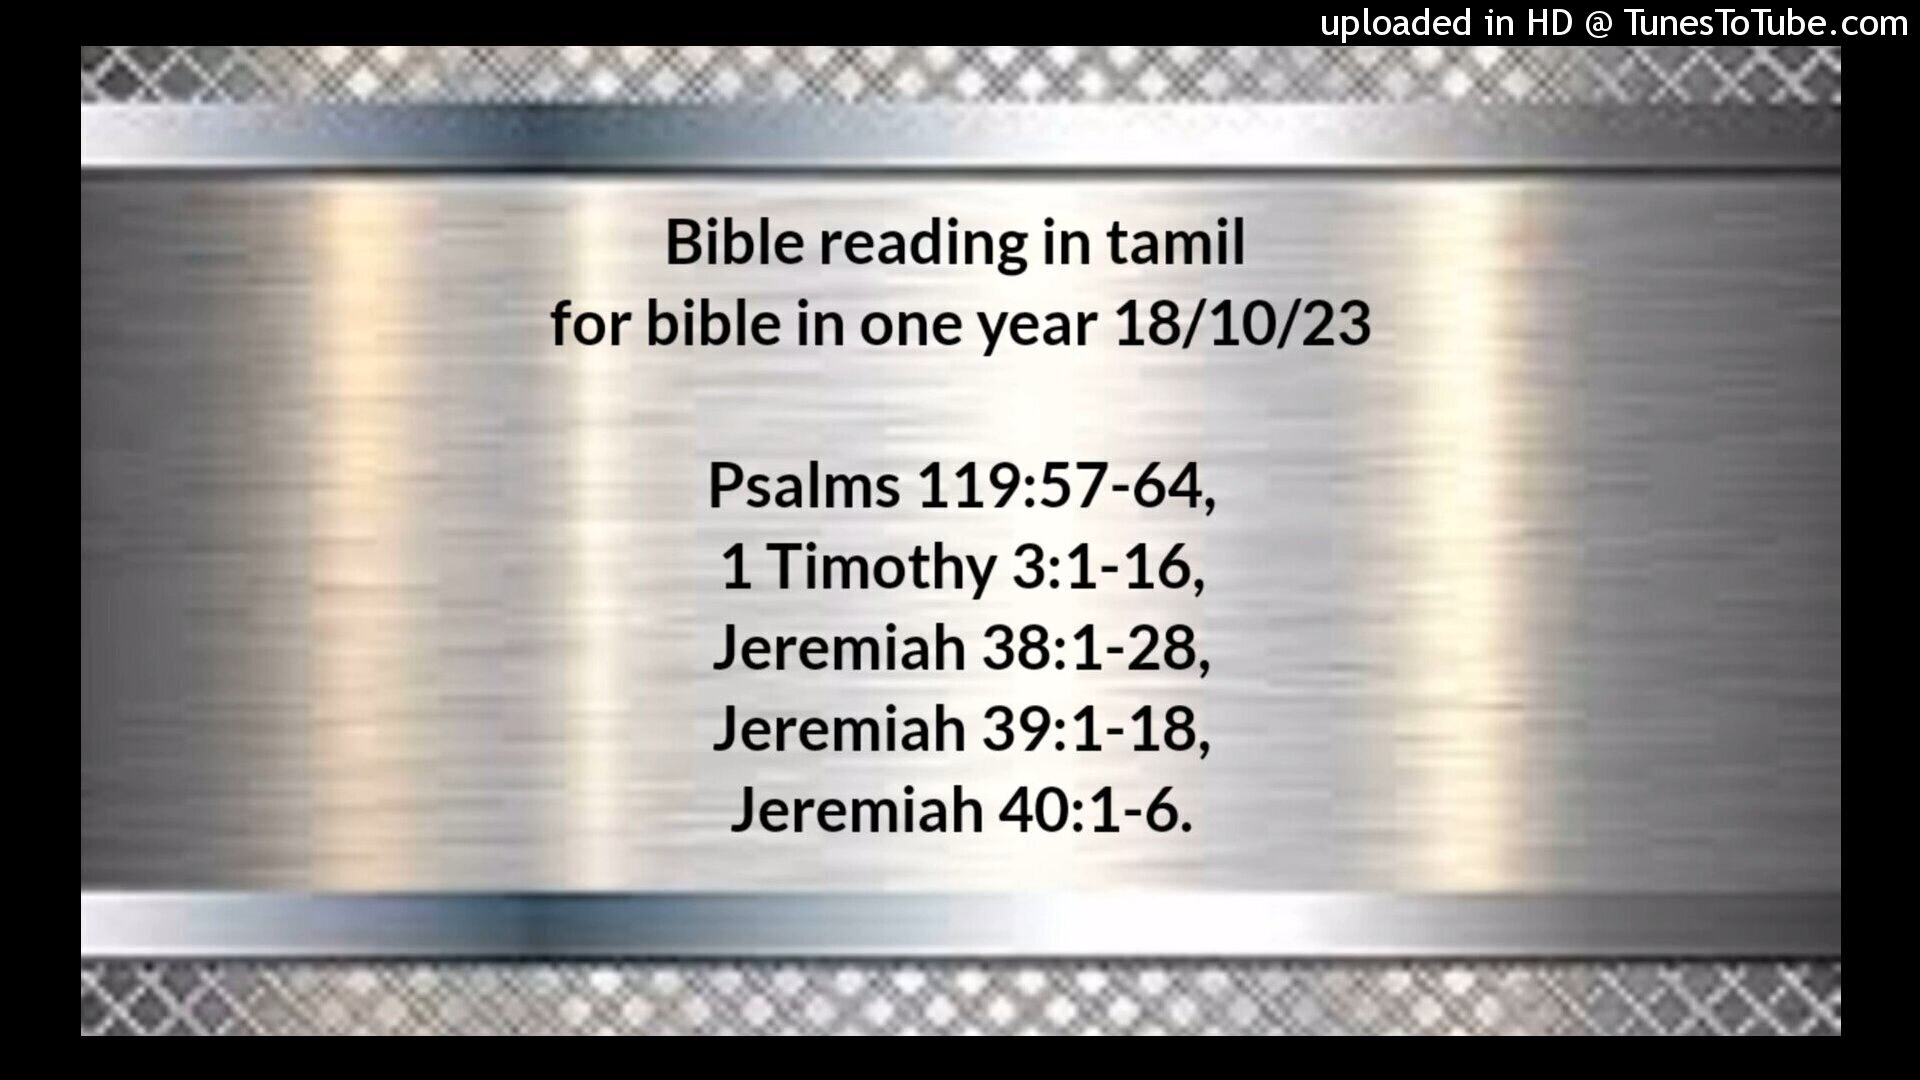 uploaded in HD @ TunesToTube.com
Bible reading in tamil
for bible in one year 18/10/23
Psalms 119:57-64,
1 Timothy 3:1-16,
Jeremiah 38:1-28,
Jeremiah 39:1-18,
Jeremiah 40:1-6.